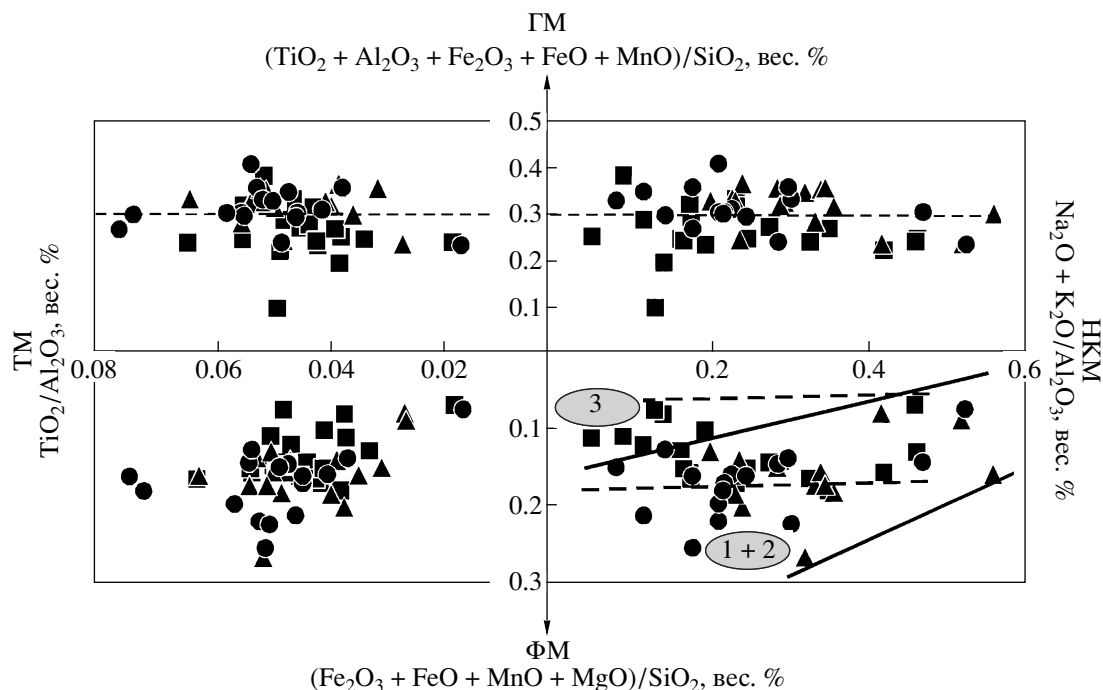 ГМ
(TiO₂ + Al₂O₃ + Fe₂O₃ + FeO + MnO)/SiO₂, вес. %
0.5
0.4
0.3
0.2
0.1
ТМ
TiO₂/Al₂O₃, вес. %
НКМ
Na₂O + K₂O/Al₂O₃, вес. %
0.08
0.06
0.04
0.02
0.2
0.4
0.6
0.1
0.2
0.3
3
1 + 2
ФМ
(Fe₂O₃ + FeO + MnO + MgO)/SiO₂, вес. %